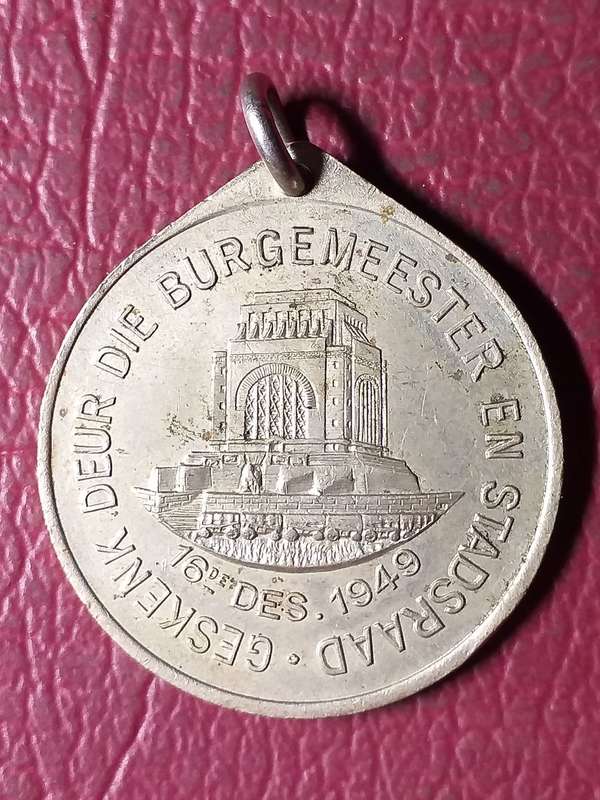 GESKENK DEUR DIE BURGEMEESTER EN STADSRAAD ·
16DE DES. 1949